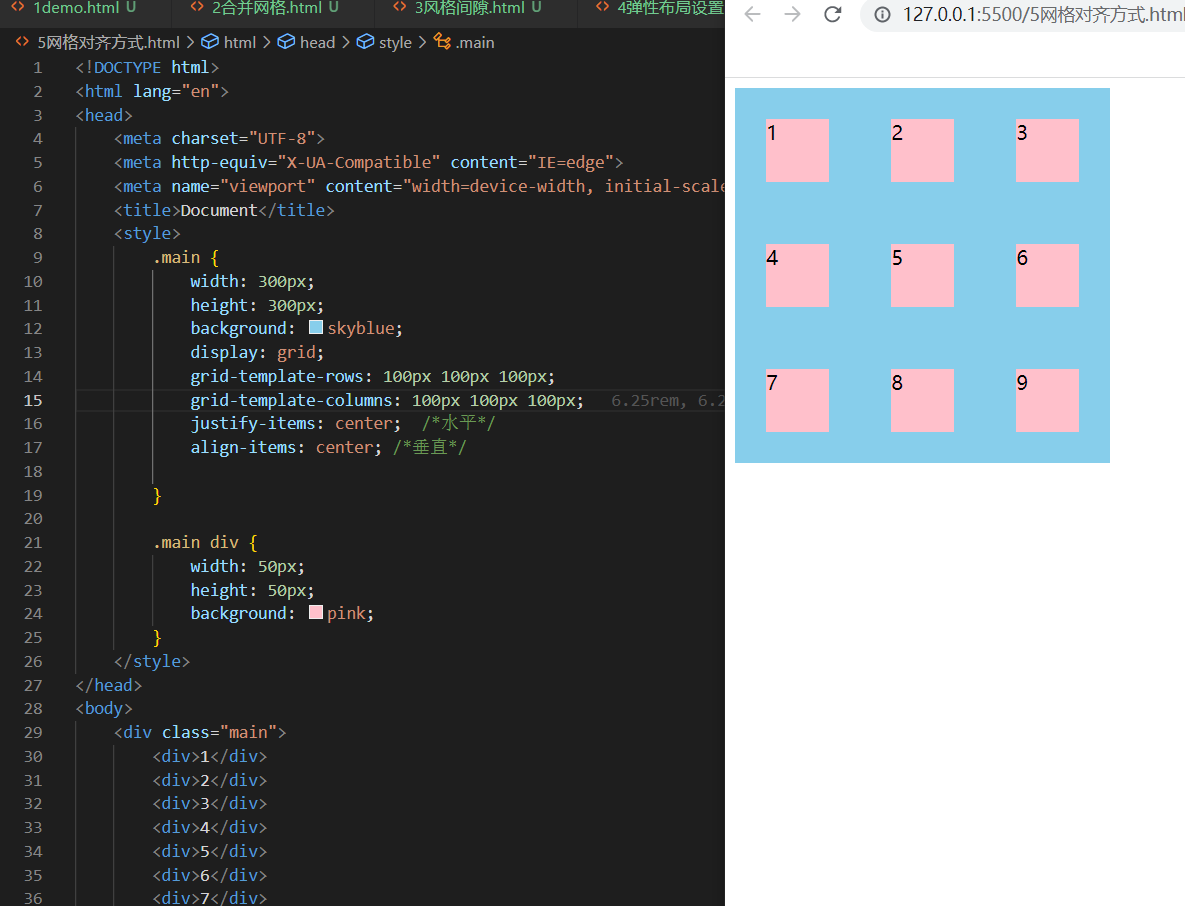 1demo.html U 2合并网格.html U 3风格间隙.html U 4弹性布局设置
5网格对齐方式.html > html > head > style > .main
1 <!DOCTYPE html>
2 <html lang="en">
3 <head>
4 <meta charset="UTF-8">
5 <meta http-equiv="X-UA-Compatible" content="IE=edge">
6 <meta name="viewport" content="width=device-width, initial-scale
7 <title>Document</title>
8 <style>
9 .main {
10 width: 300px;
11 height: 300px;
12 background: skyblue;
13 display: grid;
14 grid-template-rows: 100px 100px 100px;
15 grid-template-columns: 100px 100px 100px; 6.25rem, 6.2
16 justify-items: center; /*水平*/
17 align-items: center; /*垂直*/
18
19 }
20
21 .main div {
22 width: 50px;
23 height: 50px;
24 background: pink;
25 }
26 </style>
27 </head>
28 <body>
29 <div class="main">
30 <div>1</div>
31 <div>2</div>
32 <div>3</div>
33 <div>4</div>
34 <div>5</div>
35 <div>6</div>
36 <div>7</div>
127.0.0.1:5500/5网格对齐方式.html
1 2 3
4 5 6
7 8 9